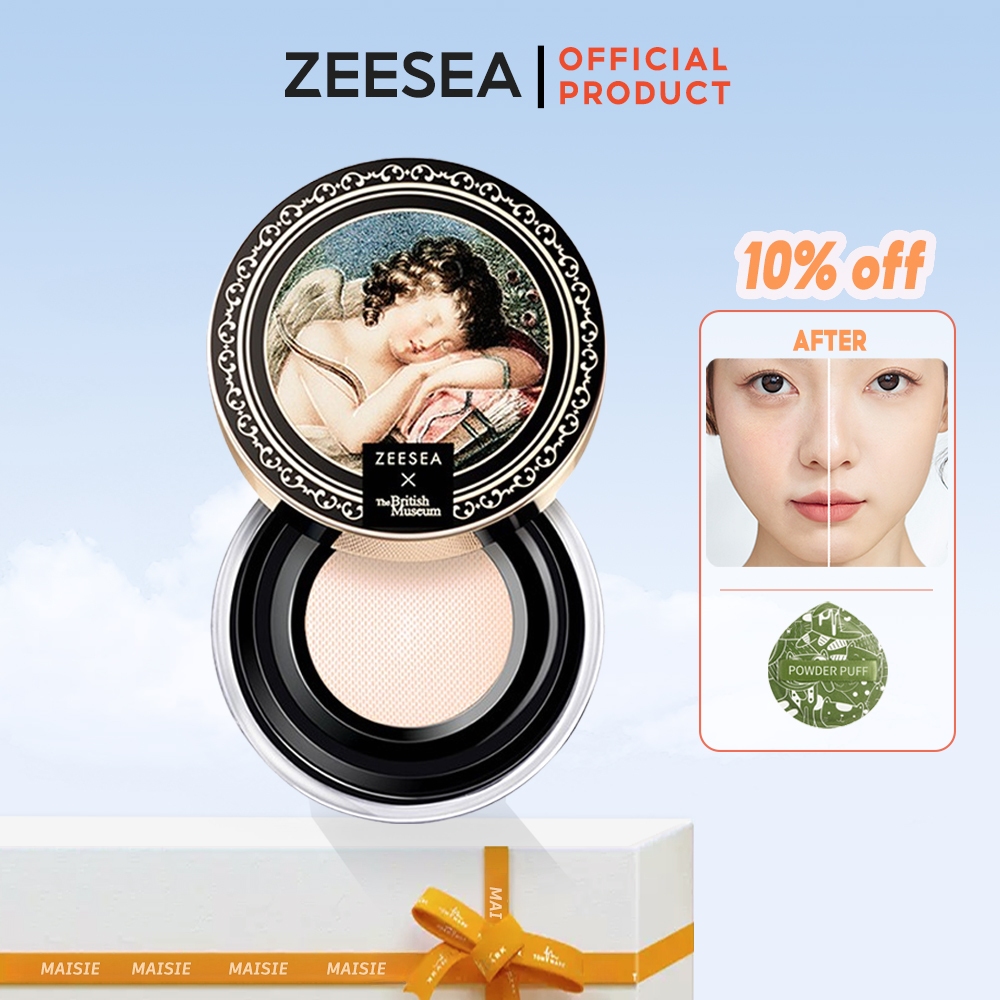 ZEESEA
OFFICIAL
PRODUCT
10% off
AFTER
ZEESEA
×
The British
Museum
POWDER PUFF
MAI
MAISIE MAISIE MAISIE MAISIE